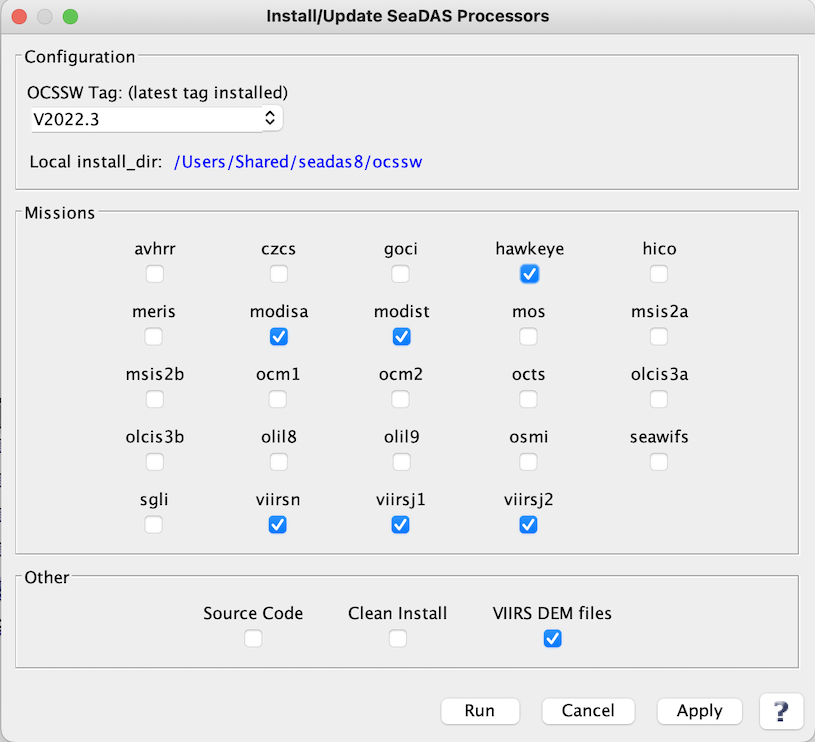 Install/Update SeaDAS Processors
Configuration
OCSSW Tag: (latest tag installed)
V2022.3
Local install_dir: /Users/Shared/seadas8/ocssw
Missions
avhrr czcs goci hawkeye hico
meris modisa modist mos msis2a
msis2b ocm1 ocm2 octs olcis3a
olcis3b olil8 olil9 osmi seawifs
sgli viirsn viirsj1 viirsj2
Other
Source Code Clean Install VIIRS DEM files
Run Cancel Apply ?